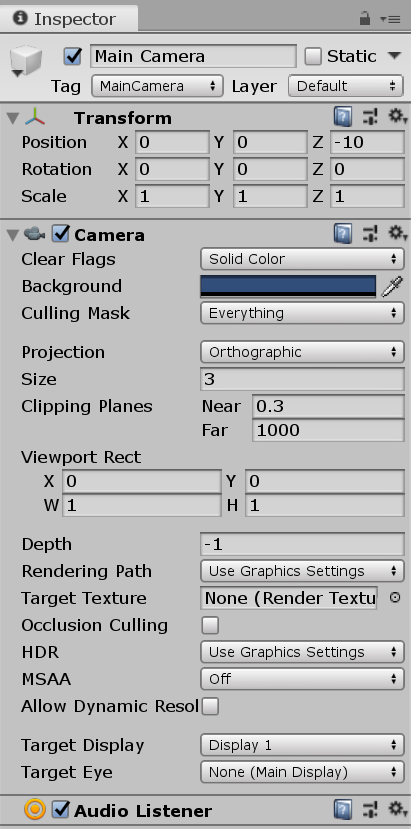 Inspector
Main Camera Static
Tag MainCamera Layer Default
Transform
Position X 0 Y 0 Z -10
Rotation X 0 Y 0 Z 0
Scale X 1 Y 1 Z 1
Camera
Clear Flags Solid Color
Background
Culling Mask Everything
Projection Orthographic
Size 3
Clipping Planes Near 0.3
Far 1000
Viewport Rect
X 0 Y 0
W 1 H 1
Depth -1
Rendering Path Use Graphics Settings
Target Texture None (Render Textu
Occlusion Culling
HDR Use Graphics Settings
MSAA Off
Allow Dynamic Resol
Target Display Display 1
Target Eye None (Main Display)
Audio Listener